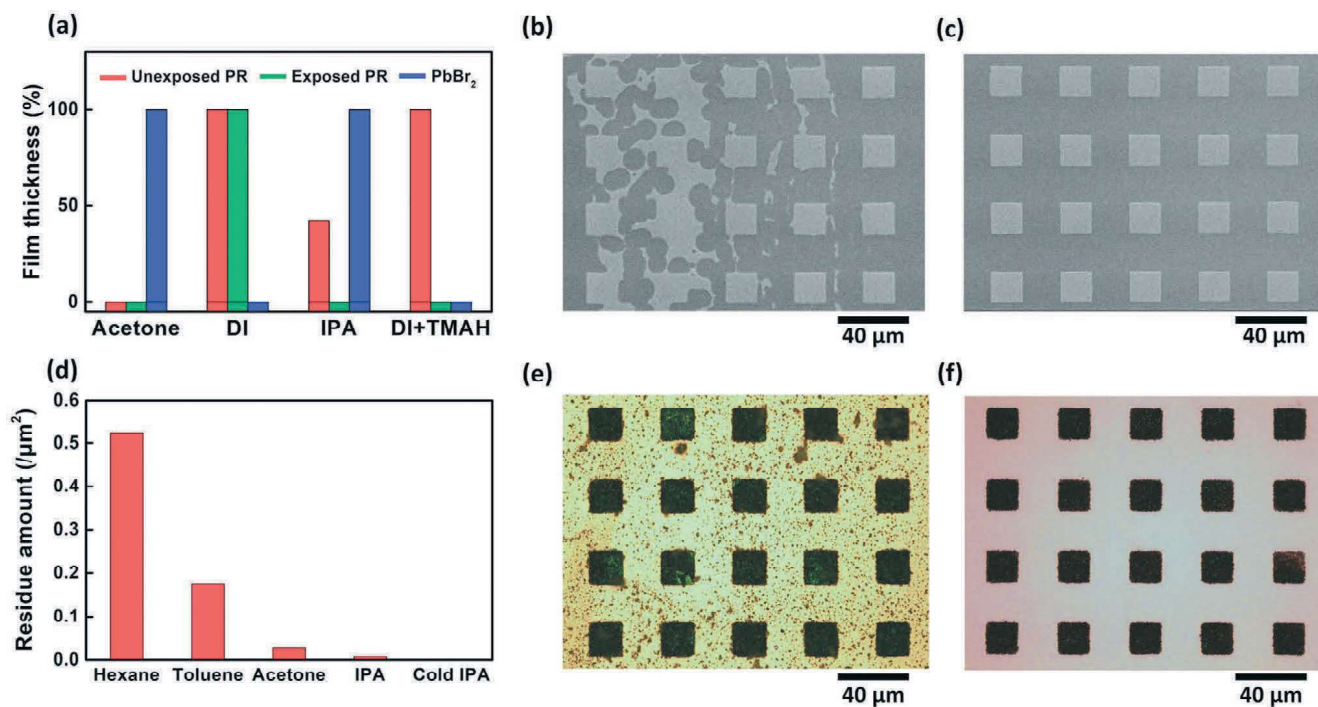 (a)
Unexposed PR Exposed PR PbBr₂
Film thickness (%)
100
50
0
Acetone DI IPA DI+TMAH
(b)
40 µm
(c)
40 µm
(d)
Residue amount (/µm²)
0.6
0.5
0.4
0.3
0.2
0.1
0.0
Hexane Toluene Acetone IPA Cold IPA
(e)
40 µm
(f)
40 µm